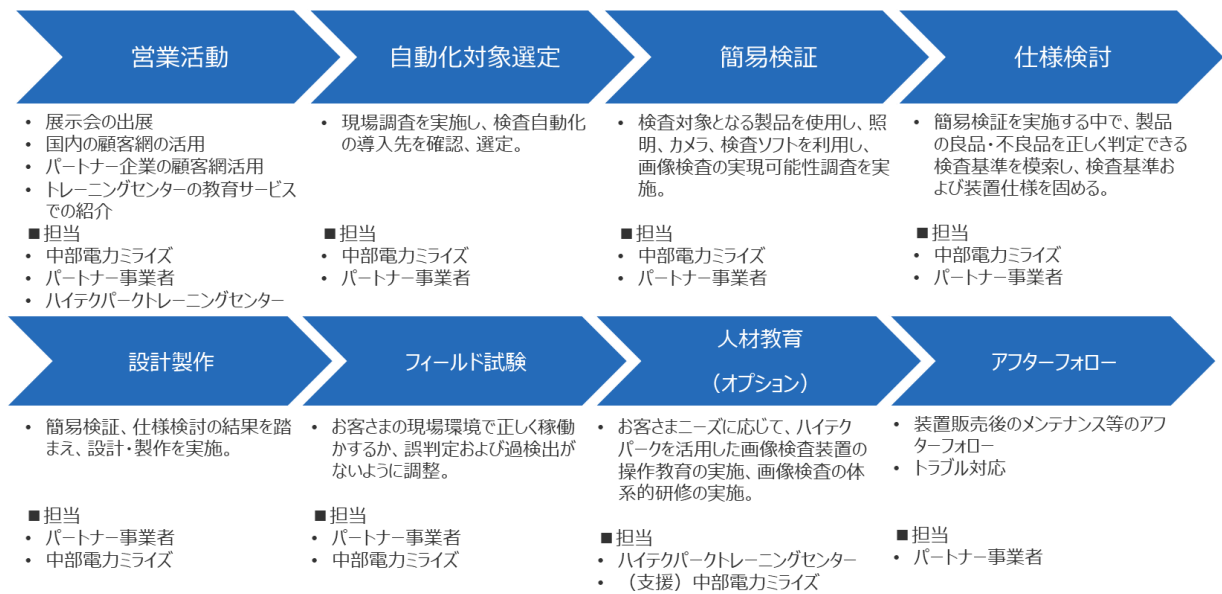 営業活動
自動化対象選定
簡易検証
仕様検討
• 展示会の出展
• 国内の顧客網の活用
• パートナー企業の顧客網活用
• トレーニングセンターの教育サービス
での紹介
■担当
• 中部電力ミライズ
• パートナー事業者
• ハイテクパークトレーニングセンター
• 現場調査を実施し、検査自動化
の導入先を確認、選定。
■担当
• 中部電力ミライズ
• パートナー事業者
• 検査対象となる製品を使用し、照
明、カメラ、検査ソフトを利用し、
画像検査の実現可能性調査を実
施。
■担当
• 中部電力ミライズ
• パートナー事業者
• 簡易検証を実施する中で、製品
の良品・不良品を正しく判定できる
検査基準を模索し、検査基準お
よび装置仕様を固める。
■担当
• 中部電力ミライズ
• パートナー事業者
設計製作
フィールド試験
人材教育
（オプション）
アフターフォロー
• 簡易検証、仕様検討の結果を踏
まえ、設計・製作を実施。
■担当
• パートナー事業者
• 中部電力ミライズ
• お客さまの現場環境で正しく稼働
かするか、誤判定および過検出が
ないように調整。
■担当
• パートナー事業者
• 中部電力ミライズ
• お客さまニーズに応じて、ハイテク
パークを活用した画像検査装置の
操作教育の実施、画像検査の体
系的研修の実施。
■担当
• ハイテクパークトレーニングセンター
• （支援）中部電力ミライズ
• 装置販売後のメンテナンス等のアフ
ターフォロー
• トラブル対応
■担当
• パートナー事業者